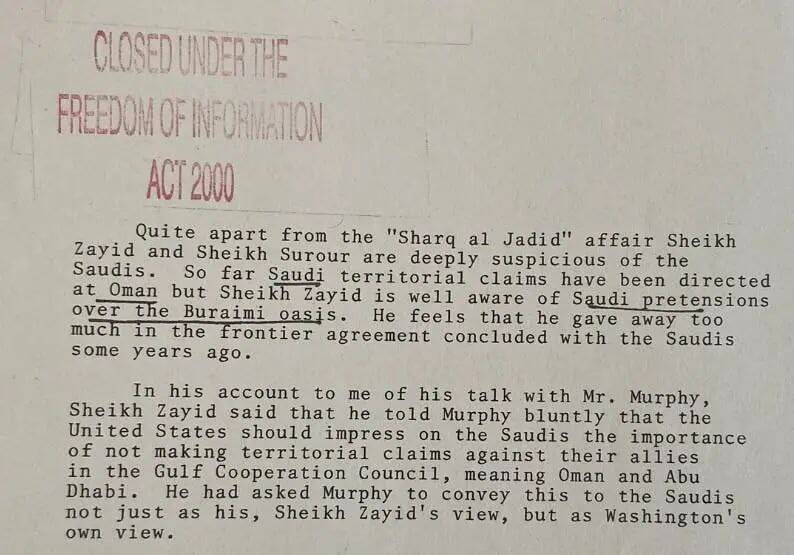 CLOSED UNDER THE
FREEDOM OF INFORMATION
ACT 2000
Quite apart from the "Sharq al Jadid" affair Sheikh
Zayid and Sheikh Surour are deeply suspicious of the
Saudis. So far Saudi territorial claims have been directed
at Oman but Sheikh Zayid is well aware of Saudi pretensions
over the Buraimi oasis. He feels that he gave away too
much in the frontier agreement concluded with the Saudis
some years ago.
In his account to me of his talk with Mr. Murphy,
Sheikh Zayid said that he told Murphy bluntly that the
United States should impress on the Saudis the importance
of not making territorial claims against their allies
in the Gulf Cooperation Council, meaning Oman and Abu
Dhabi. He had asked Murphy to convey this to the Saudis
not just as his, Sheikh Zayid's view, but as Washington's
own view.